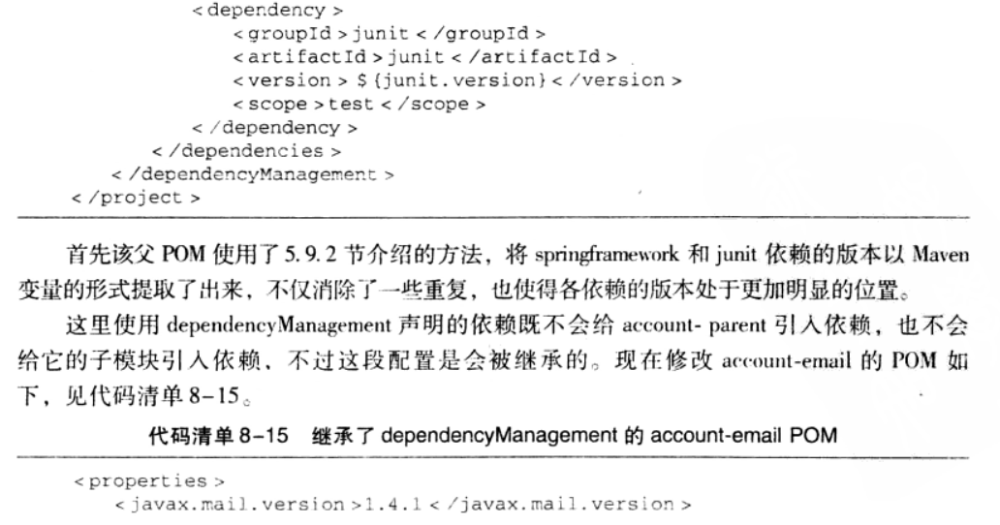 <dependency>
<groupId>junit</groupId>
<artifactId>junit</artifactId>
<version>${junit.version}</version>
<scope>test</scope>
</dependency>
</dependencies>
</dependencyManagement>
</project>
首先该父 POM 使用了 5.9.2 节介绍的方法，将 springframework 和 junit 依赖的版本以 Maven
变量的形式提取了出来，不仅消除了一些重复，也使得各依赖的版本处于更加明显的位置。
这里使用 dependencyManagement 声明的依赖既不会给 account-parent 引入依赖，也不会
给它的子模块引入依赖，不过这段配置是会被继承的。现在修改 account-email 的 POM 如
下，见代码清单 8-15。
代码清单 8-15 继承了 dependencyManagement 的 account-email POM
<properties>
<javax.mail.version>1.4.1</javax.mail.version>